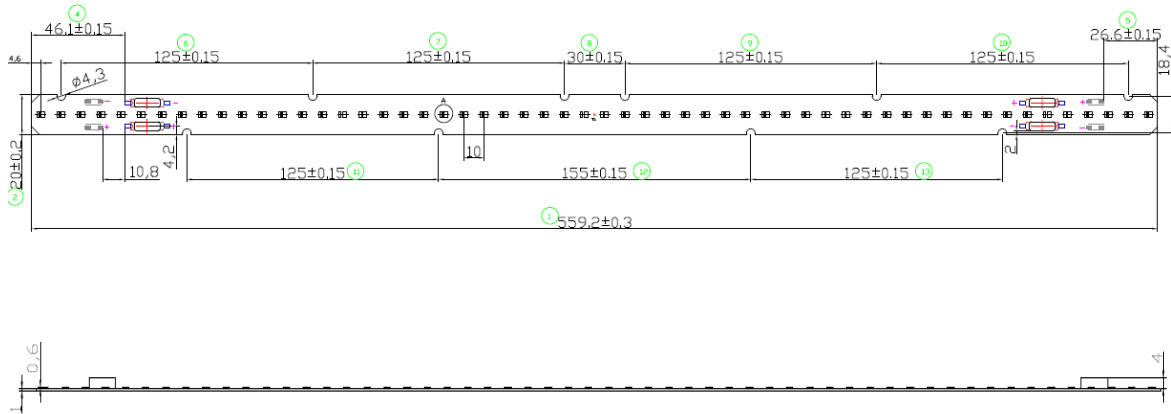 ④ ⑤
46.1±0.15 ⑥ ⑦ ⑧ ⑨ ⑩ 26.6±0.15
4.6 125±0.15 125±0.15 30±0.15 125±0.15 125±0.15 18,4
ø4,3
A
- - + +
+ + - -
20±0.2 4,2 10 2
10,8 125±0.15 ⑪ 155±0.15 ⑫ 125±0.15 ⑬
②
① 559.2±0.3
0,6 4
1